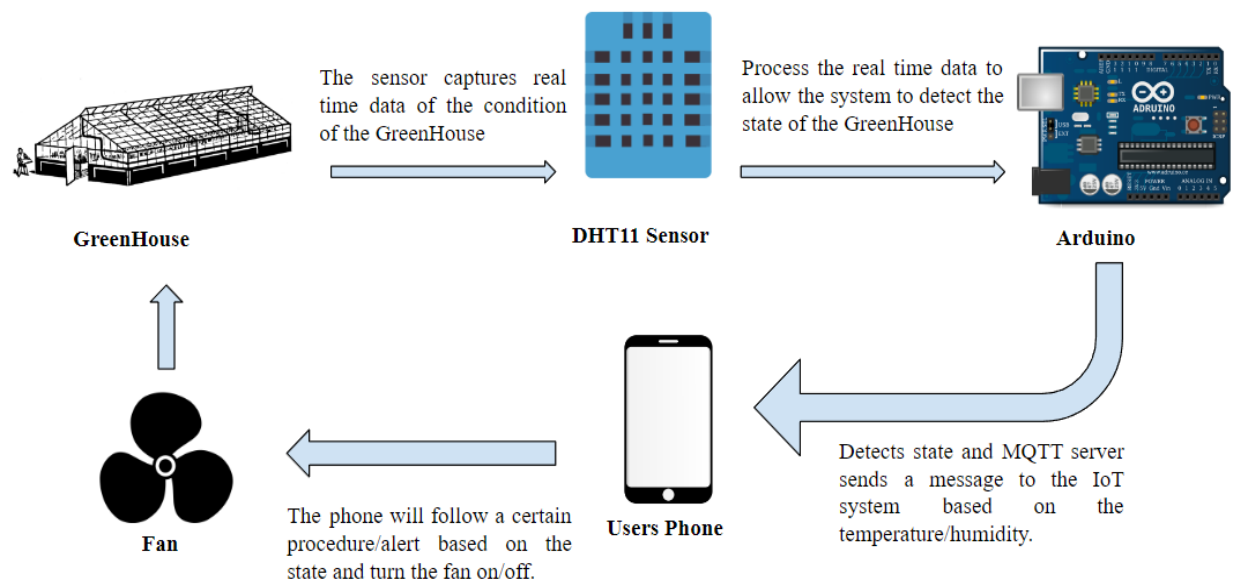 The sensor captures real
time data of the condition
of the GreenHouse
Process the real time data to
allow the system to detect the
state of the GreenHouse
ARDUINO
GreenHouse
DHT11 Sensor
Arduino
Detects state and MQTT server
sends a message to the IoT
system based on the
temperature/humidity.
Users Phone
The phone will follow a certain
procedure/alert based on the
state and turn the fan on/off.
Fan